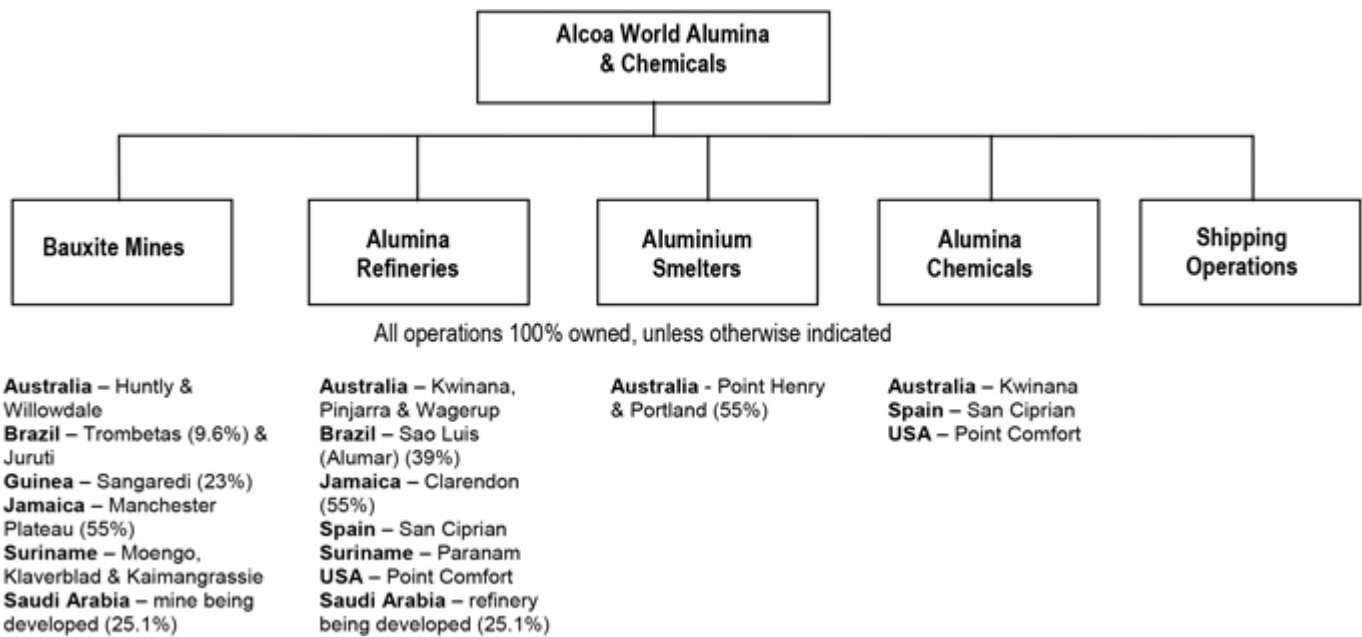 Alcoa World Alumina
& Chemicals
Bauxite Mines
Alumina
Refineries
Aluminium
Smelters
Alumina
Chemicals
Shipping
Operations
All operations 100% owned, unless otherwise indicated
Australia – Huntly &
Willowdale
Brazil – Trombetas (9.6%) &
Juruti
Guinea – Sangaredi (23%)
Jamaica – Manchester
Plateau (55%)
Suriname – Moengo,
Klaverblad & Kaimangrassie
Saudi Arabia – mine being
developed (25.1%)
Australia – Kwinana,
Pinjarra & Wagerup
Brazil – Sao Luis
(Alumar) (39%)
Jamaica – Clarendon
(55%)
Spain – San Ciprian
Suriname – Paranam
USA – Point Comfort
Saudi Arabia – refinery
being developed (25.1%)
Australia - Point Henry
& Portland (55%)
Australia – Kwinana
Spain – San Ciprian
USA – Point Comfort